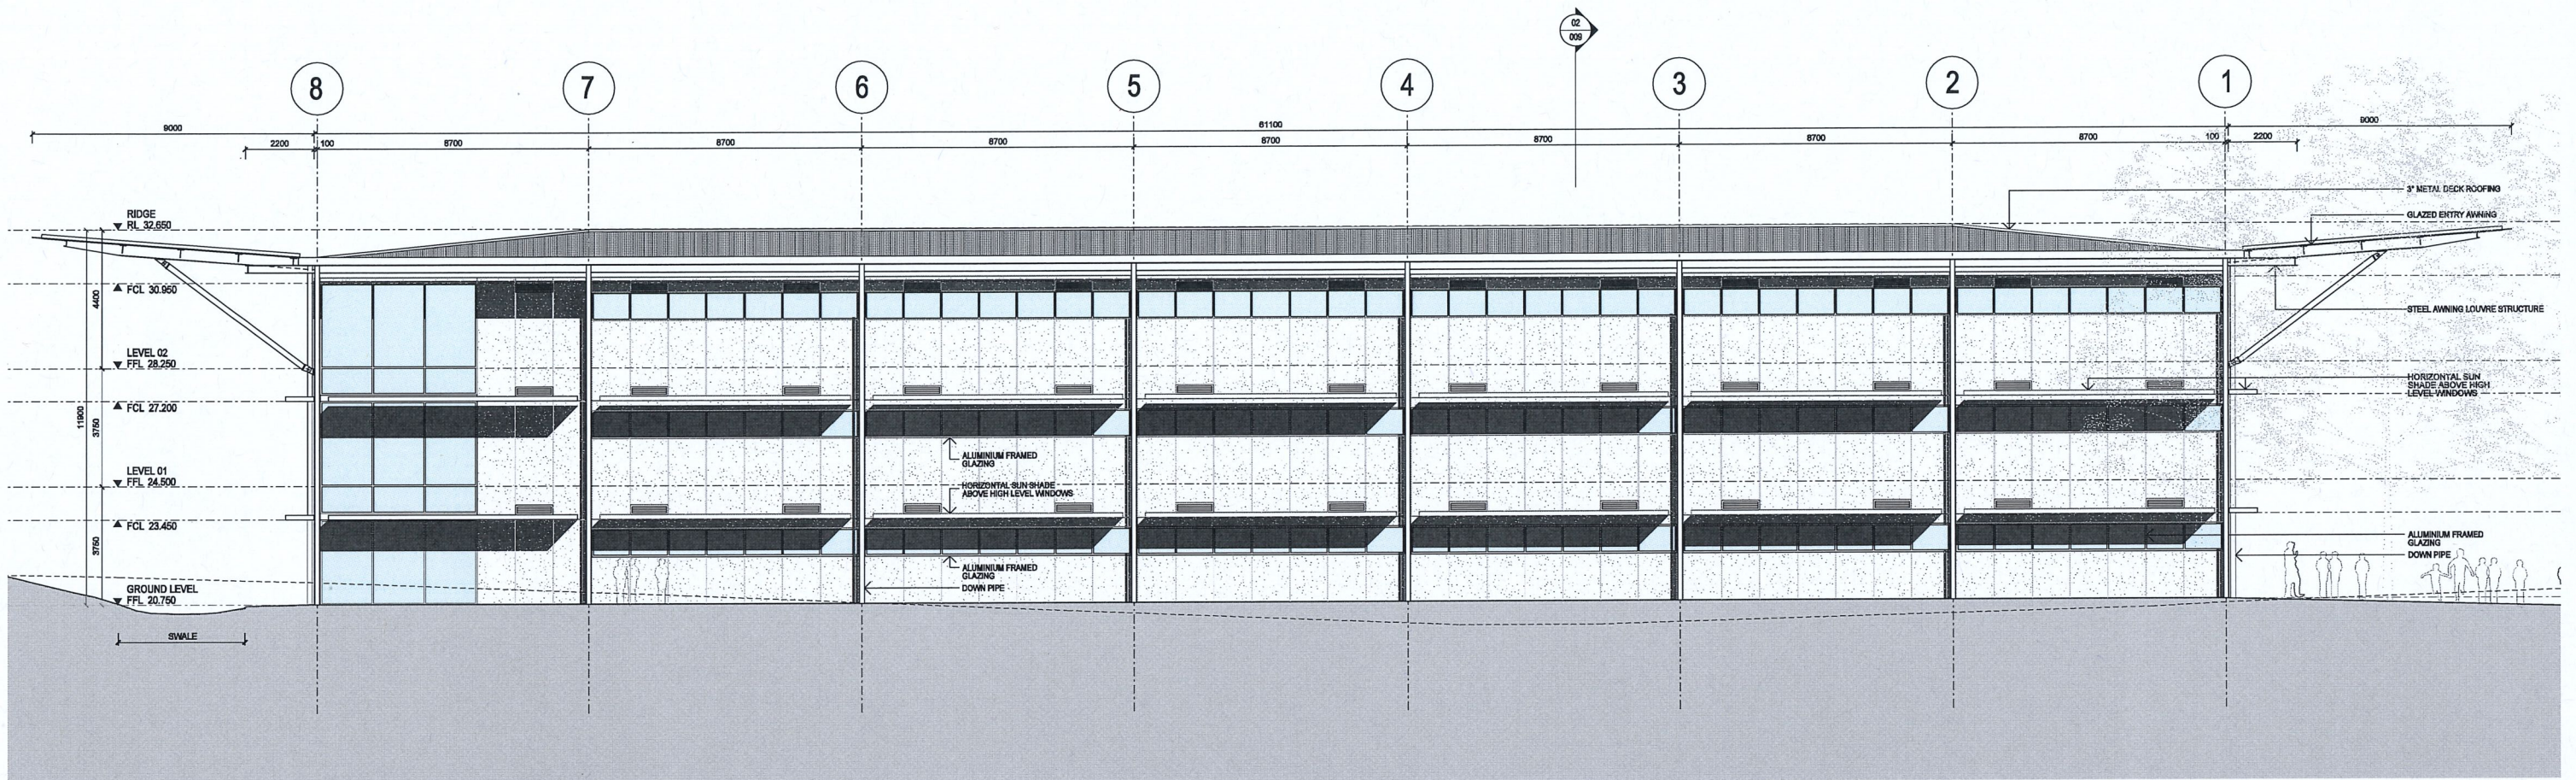 02
009
8
7
6
5
4
3
2
1
9000
61100
9000
2200
100
8700
8700
8700
8700
8700
8700
8700
100
2200
3° METAL DECK ROOFING
RIDGE
RL 32.650
GLAZED ENTRY AWNING
FCL 30.950
4400
STEEL AWNING LOUVRE STRUCTURE
LEVEL 02
FFL 28.250
HORIZONTAL SUN
SHADE ABOVE HIGH
LEVEL WINDOWS
FCL 27.200
11900
3750
ALUMINIUM FRAMED
GLAZING
LEVEL 01
FFL 24.500
HORIZONTAL SUN SHADE
ABOVE HIGH LEVEL WINDOWS
FCL 23.450
3750
ALUMINIUM FRAMED
GLAZING
DOWN PIPE
ALUMINIUM FRAMED
GLAZING
DOWN PIPE
GROUND LEVEL
FFL 20.750
SWALE